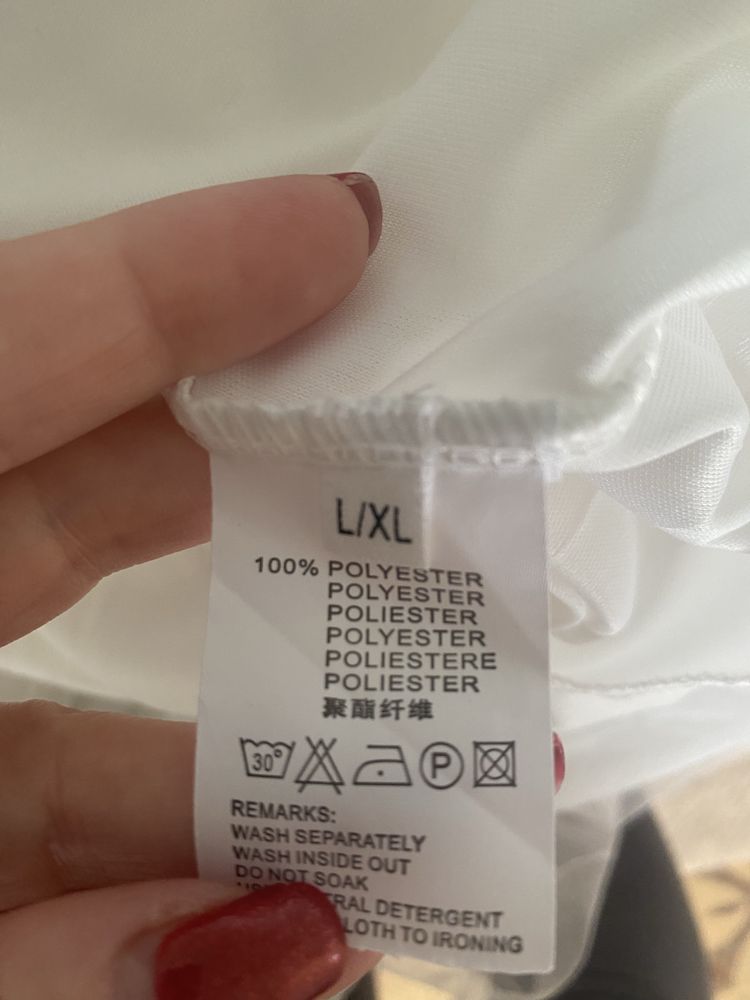 L/XL
100% POLYESTER
POLYESTER
POLIESTER
POLYESTER
POLIESTERE
POLIESTER
聚酯纤维
30° P
REMARKS:
WASH SEPARATELY
WASH INSIDE OUT
DO NOT SOAK
DETERGENT
TO IRONING